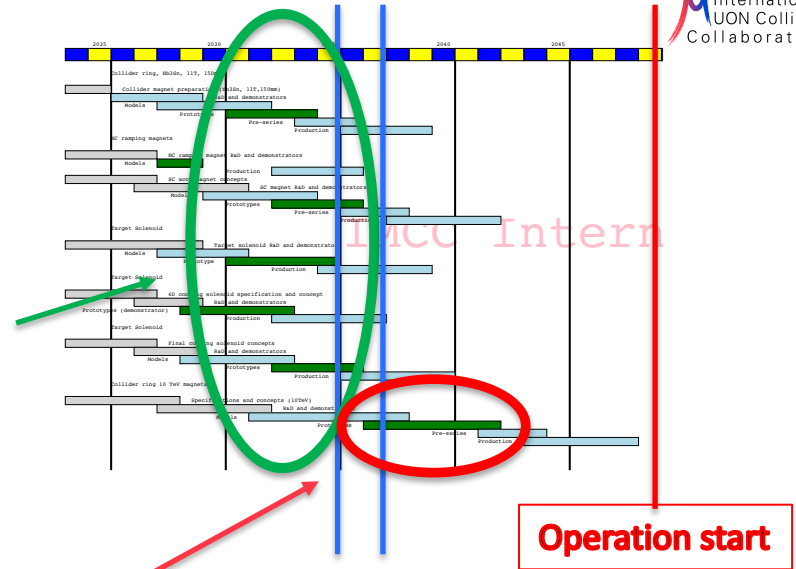 UON Colli
Collaborat
2025 2030 2040 2045
Collider ring, Nb3Sn, 11T, 150mm
Collider magnet preparation (Nb3Sn, 11T,150mm)
R&D and demonstrators
Models
Prototypes
Pre-series
Production
SC ramping magnets
SC ramping magnet R&D and demonstrators
Models
Production
SC accu magnet concepts
SC magnet R&D and demonstrators
Models
Prototypes
Pre-series
Production
IMCC Intern
Target Solenoid
Target solenoid R&D and demonstrator
Models
Prototype
Production
Target Solenoid
6D cooling solenoid specification and concept
R&D and demonstrators
Prototypes (demonstrator)
Production
Target Solenoid
Final cooling solenoid concepts
R&D and demonstrators
Models
Prototypes
Production
Collider ring 10 TeV magnets
Specifications and concepts (10TeV)
R&D and demonst
Models
Prototypes
Pre-series
Production
Operation start